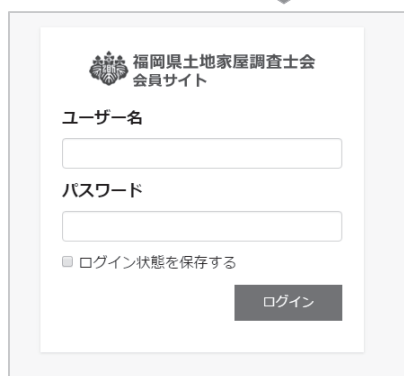 福岡県土地家屋調査士会
会員サイト
ユーザー名
パスワード
ログイン状態を保存する
ログイン